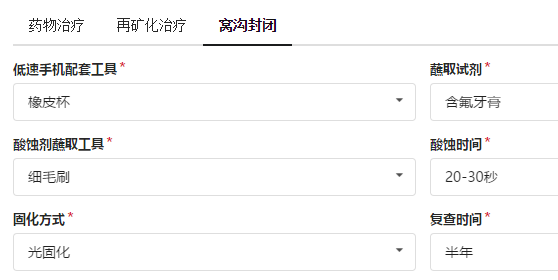 药物治疗 再矿化治疗 窝沟封闭
低速手机配套工具 * 蘸取试剂 *
橡皮杯 含氟牙膏
酸蚀剂蘸取工具 * 酸蚀时间 *
细毛刷 20-30秒
固化方式 * 复查时间 *
光固化 半年